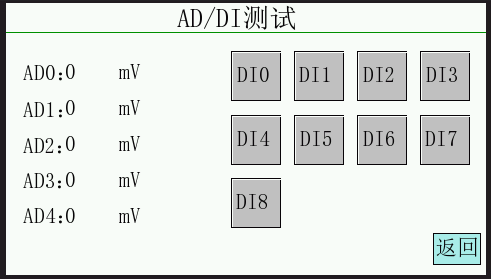 AD/DI测试
AD0:0 mV DI0 DI1 DI2 DI3
AD1:0 mV
AD2:0 mV DI4 DI5 DI6 DI7
AD3:0 mV
AD4:0 mV DI8
返回